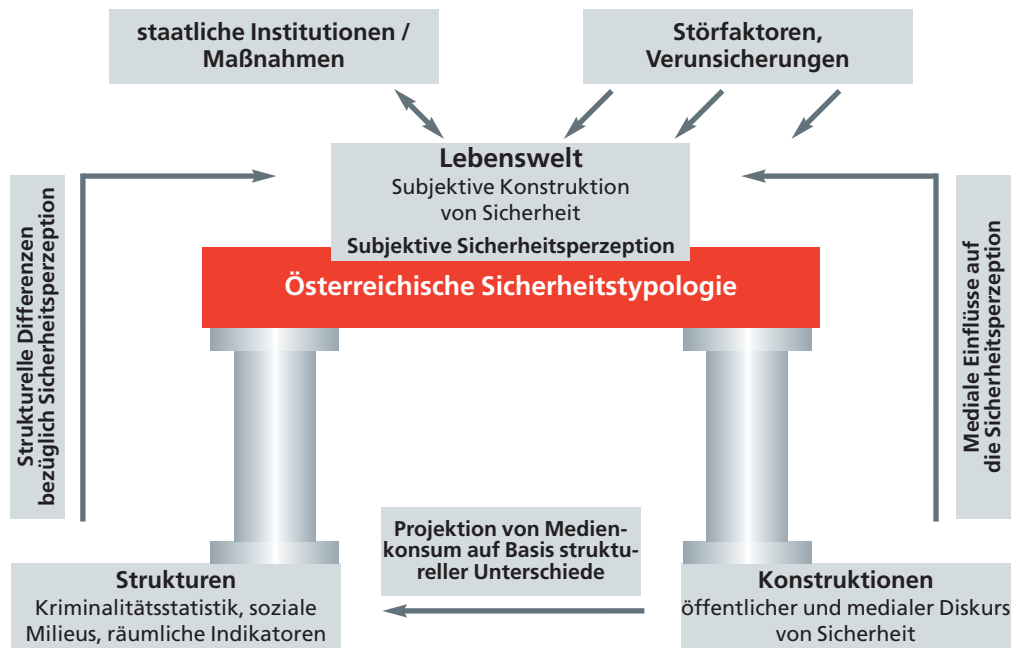 staatliche Institutionen /
Maßnahmen
Störfaktoren,
Verunsicherungen
Lebenswelt
Subjektive Konstruktion
von Sicherheit
Subjektive Sicherheitsperzeption
Österreichische Sicherheitstypologie
Strukturelle Differenzen
bezüglich Sicherheitsperzeption
Mediale Einflüsse auf
die Sicherheitsperzeption
Projektion von Medien-
konsum auf Basis struktu-
reller Unterschiede
Strukturen
Kriminalitätsstatistik, soziale
Milieus, räumliche Indikatoren
Konstruktionen
öffentlicher und medialer Diskurs
von Sicherheit